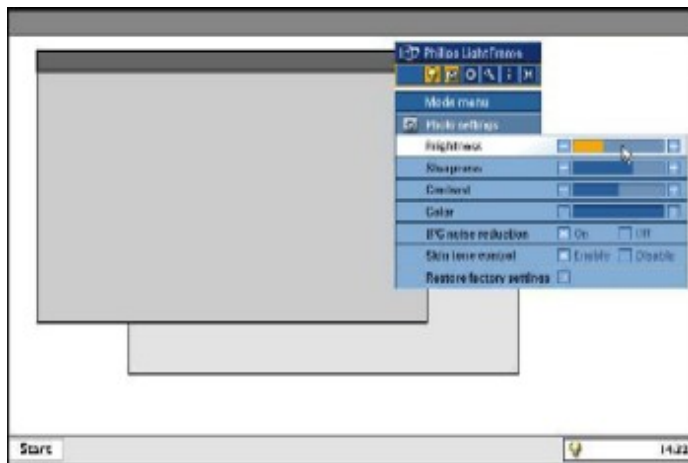 Philips LightFrame
Mode menu
Photo settings
Brightness
Sharpness
Contrast
Color
JPG noise reduction On Off
Skin tone control Enable Disable
Restore factory settings
Start 14:22